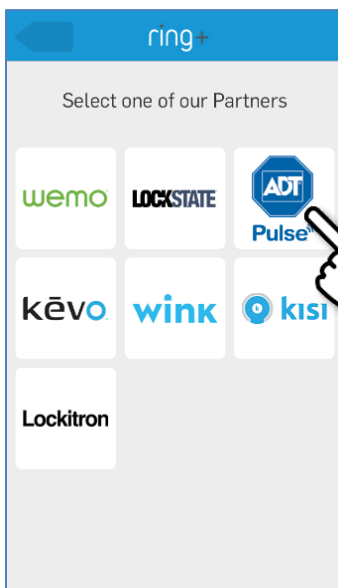 ring+
Select one of our Partners
wemo
LOCKSTATE
ADT
Pulse
kēvo
wink
kisi
Lockitron